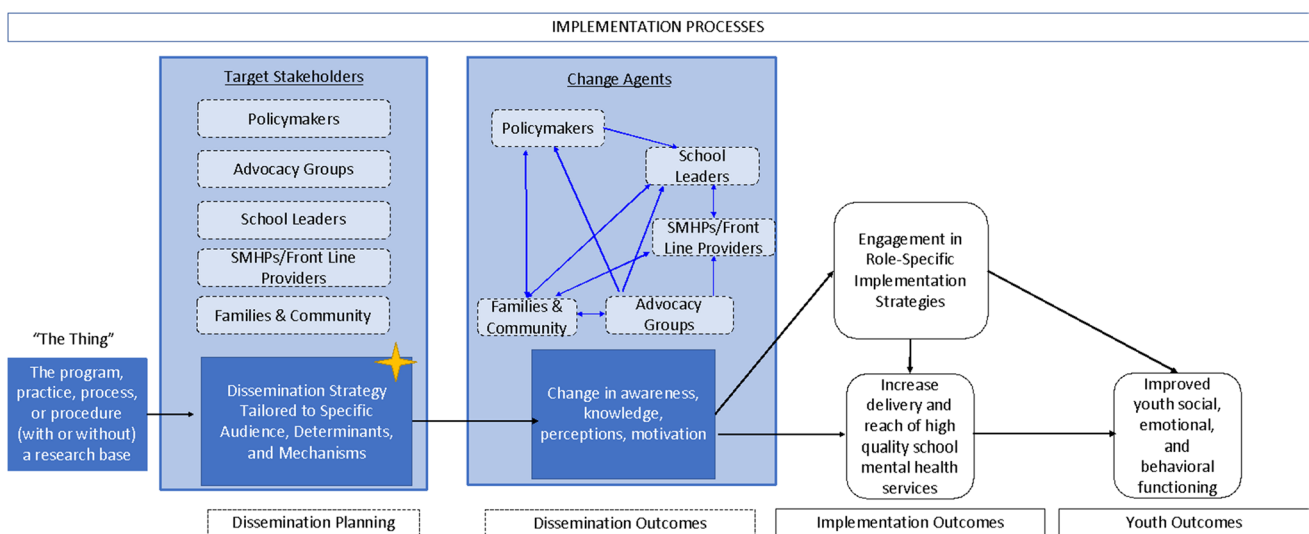 IMPLEMENTATION PROCESSES
Target Stakeholders
Policymakers
Advocacy Groups
School Leaders
SMHPs/Front Line
Providers
Families & Community
"The Thing"
The program,
practice, process,
or procedure
(with or without)
a research base
Dissemination Strategy
Tailored to Specific
Audience, Determinants,
and Mechanisms
Dissemination Planning
Change Agents
Policymakers
School
Leaders
SMHPs/Front
Line Providers
Families &
Community
Advocacy
Groups
Change in awareness,
knowledge,
perceptions, motivation
Dissemination Outcomes
Engagement in
Role-Specific
Implementation
Strategies
Increase
delivery and
reach of high
quality school
mental health
services
Implementation Outcomes
Improved
youth social,
emotional,
and
behavioral
functioning
Youth Outcomes